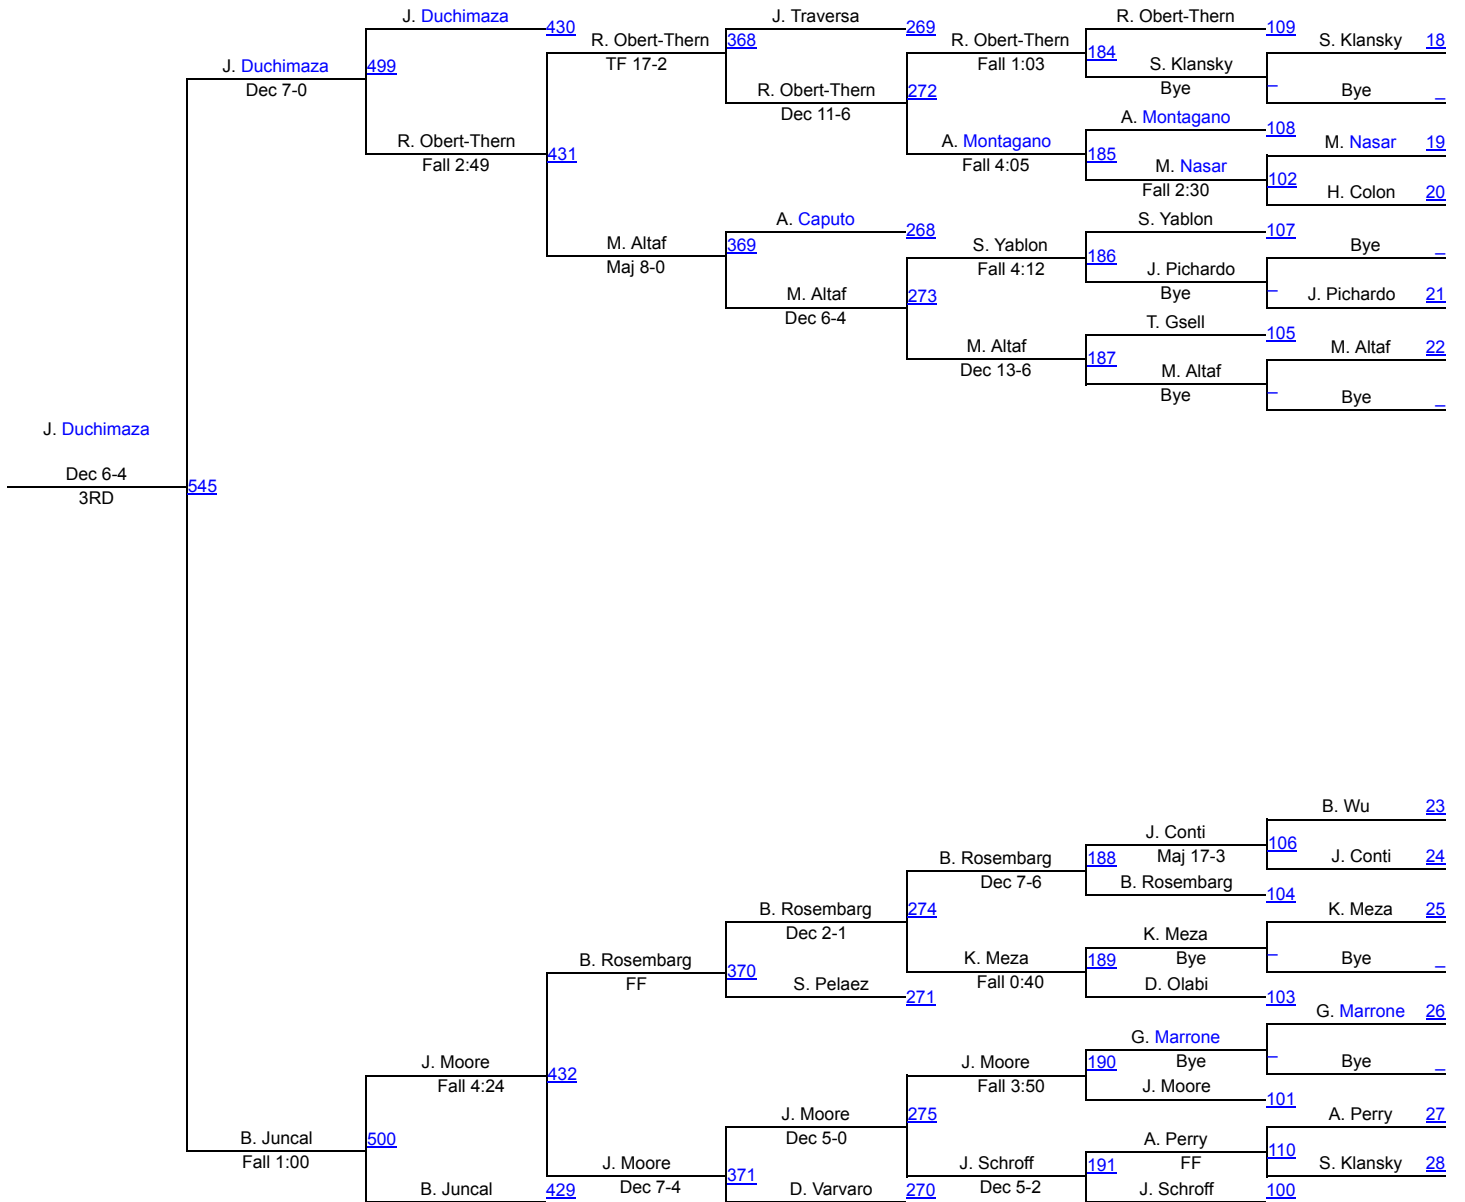 J. Duchimaza 430
J. Traversa 269
R. Obert-Thern 109
R. Obert-Thern 368
TF 17-2
R. Obert-Thern 184
Fall 1:03
S. Klansky 18
J. Duchimaza 499
Dec 7-0
S. Klansky _
Bye
R. Obert-Thern 272
Dec 11-6
Bye _
A. Montagano 108
R. Obert-Thern 431
Fall 2:49
A. Montagano 185
Fall 4:05
M. Nasar 19
M. Nasar 102
Fall 2:30
H. Colon 20
A. Caputo 268
S. Yablon 107
M. Altaf 369
Maj 8-0
S. Yablon 186
Fall 4:12
Bye _
J. Pichardo _
Bye
M. Altaf 273
Dec 6-4
J. Pichardo 21
T. Gsell 105
M. Altaf 187
Dec 13-6
M. Altaf 22
M. Altaf _
Bye
Bye _
J. Duchimaza
Dec 6-4
545
3RD
B. Wu 23
J. Conti 106
Maj 17-3
B. Rosembarg 188
Dec 7-6
J. Conti 24
B. Rosembarg 104
B. Rosembarg 274
Dec 2-1
K. Meza 25
K. Meza _
Bye
B. Rosembarg 370
FF
K. Meza 189
Fall 0:40
Bye _
S. Pelaez 271
D. Olabi 103
G. Marrone 26
G. Marrone _
Bye
J. Moore 432
Fall 4:24
J. Moore 190
Fall 3:50
Bye _
J. Moore 101
J. Moore 275
Dec 5-0
A. Perry 27
B. Juncal 500
Fall 1:00
A. Perry 110
FF
J. Moore 371
Dec 7-4
J. Schroff 191
Dec 5-2
S. Klansky 28
B. Juncal 429
D. Varvaro 270
J. Schroff 100